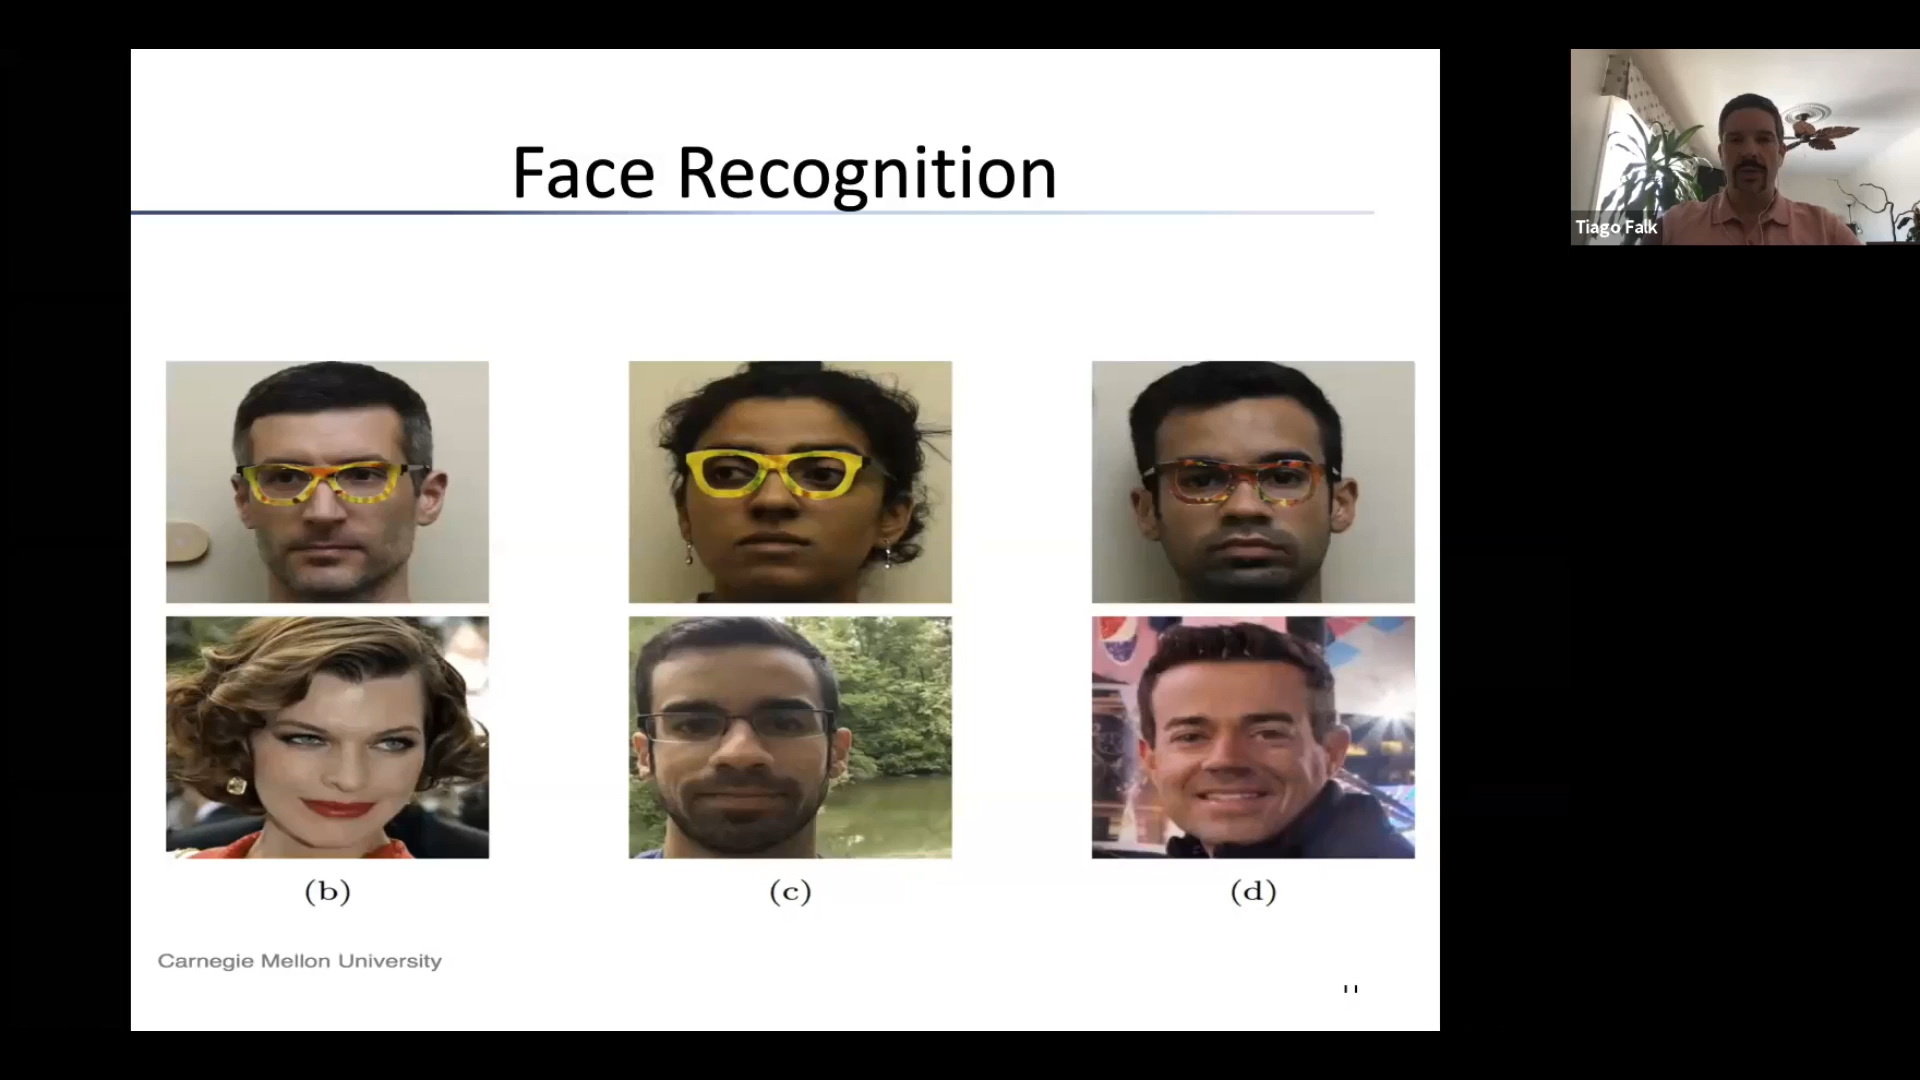 Face Recognition
Tiago Falk
(b)
(c)
(d)
Carnegie Mellon University